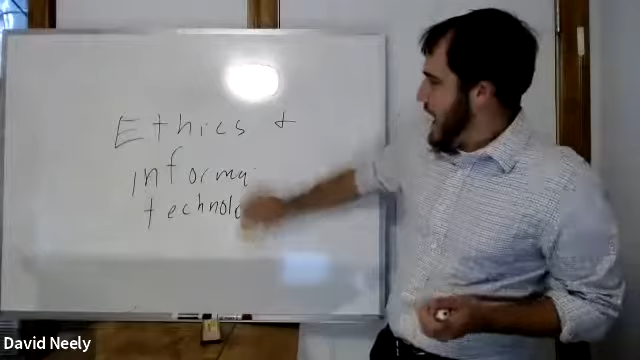 Ethics +
informa
technolo
David Neely